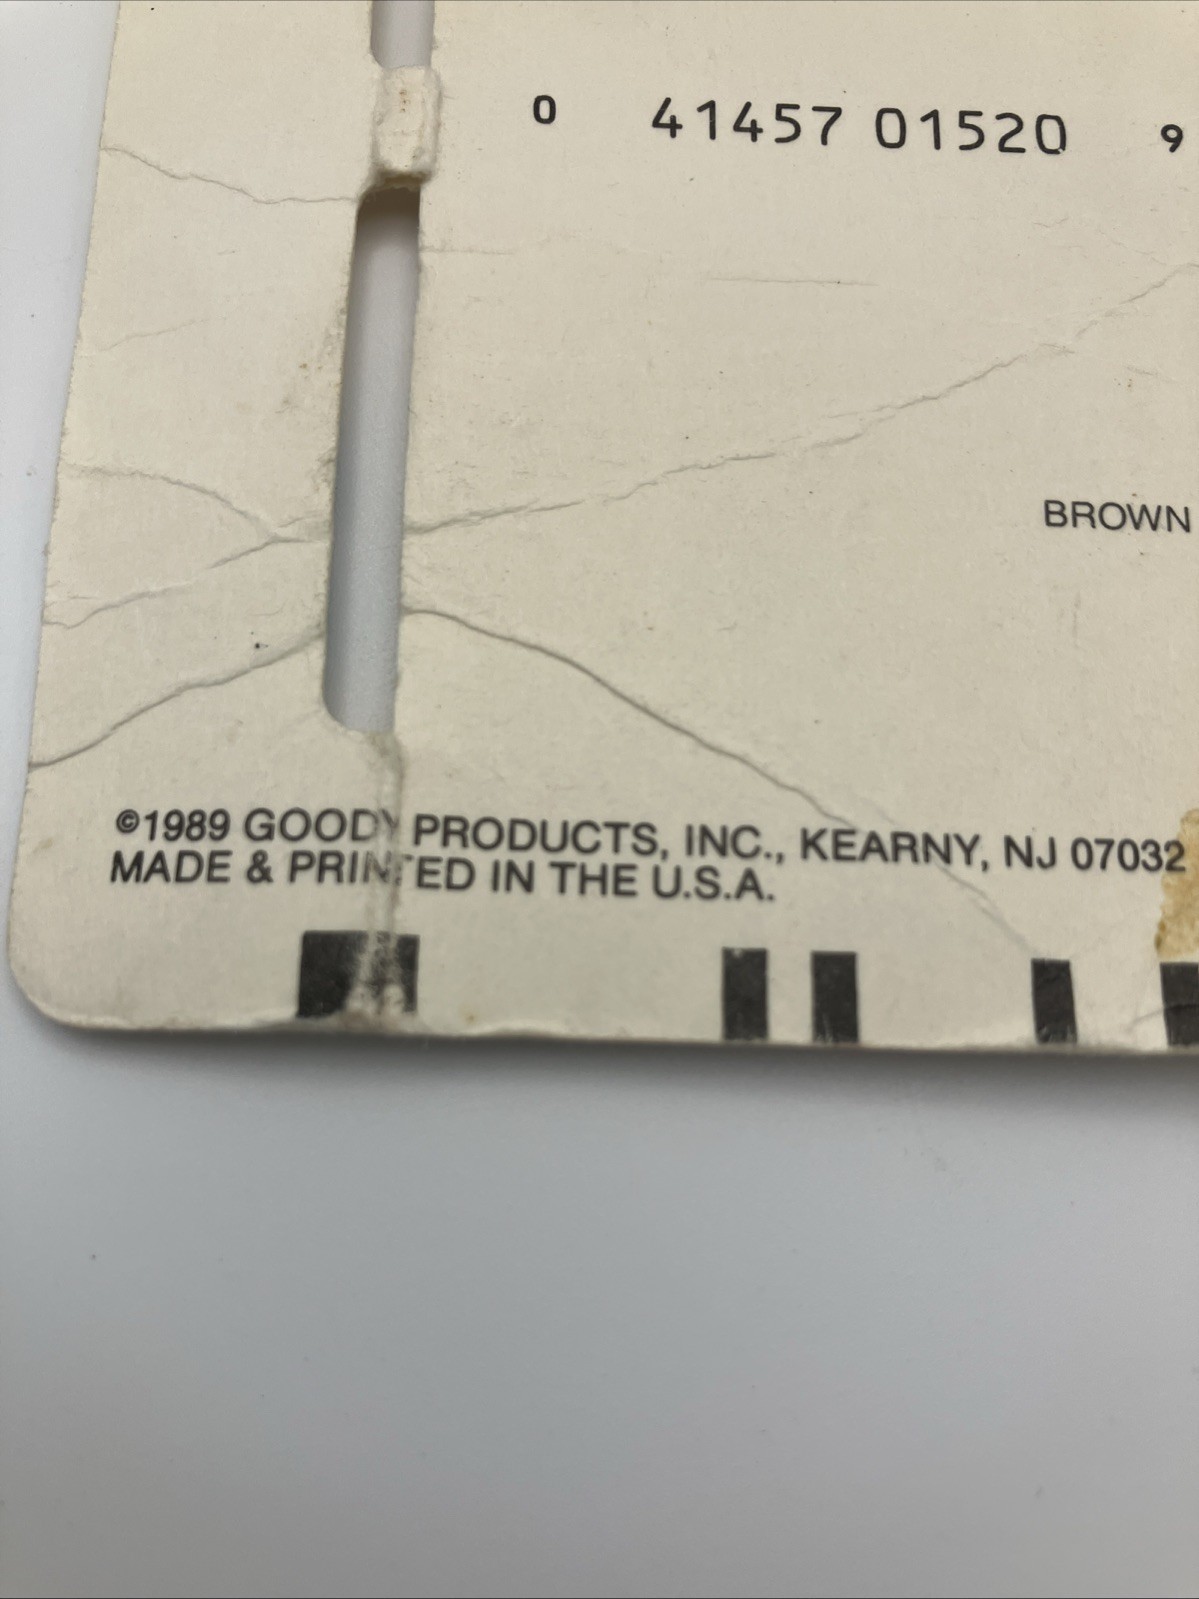 0 41457 01520 9
BROWN
©1989 GOODY PRODUCTS, INC., KEARNY, NJ 07032
MADE & PRINTED IN THE U.S.A.